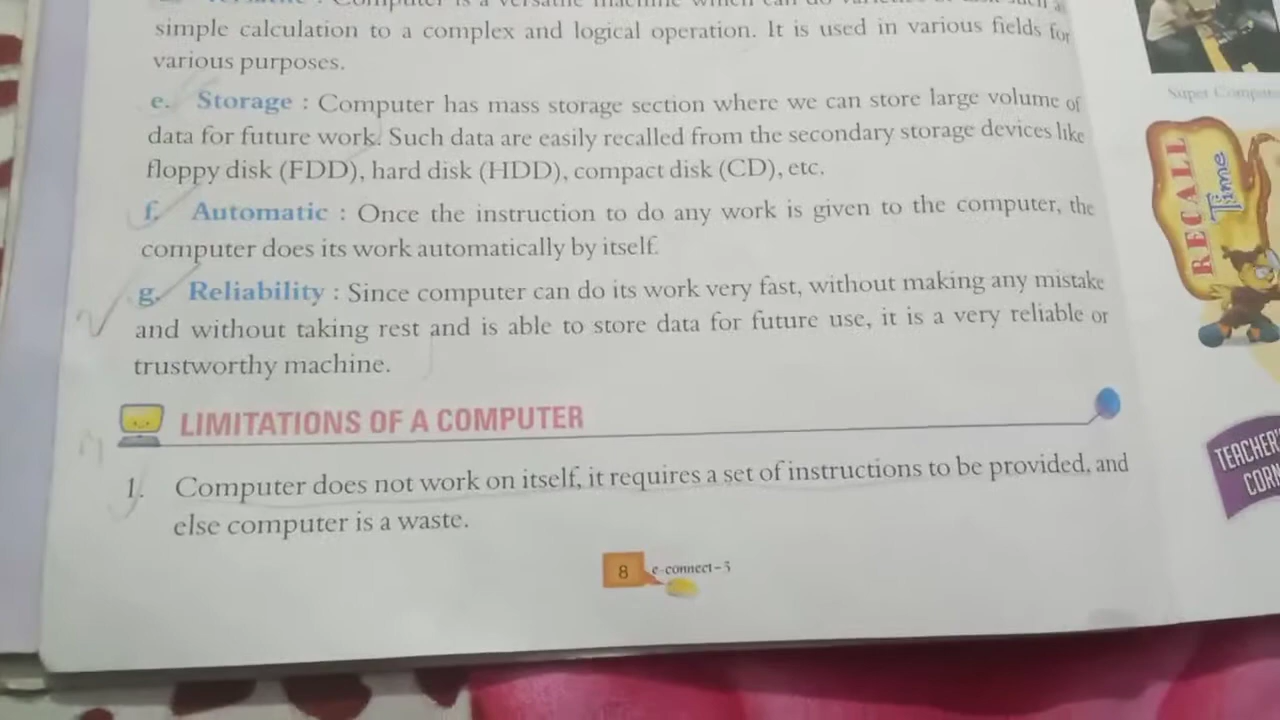 simple calculation to a complex and logical operation. It is used in various fields for
various purposes.
e. Storage : Computer has mass storage section where we can store large volume of
data for future work. Such data are easily recalled from the secondary storage devices like
floppy disk (FDD), hard disk (HDD), compact disk (CD), etc.
f. Automatic : Once the instruction to do any work is given to the computer, the
computer does its work automatically by itself.
g. Reliability : Since computer can do its work very fast, without making any mistake
and without taking rest and is able to store data for future use, it is a very reliable or
trustworthy machine.
LIMITATIONS OF A COMPUTER
1. Computer does not work on itself, it requires a set of instructions to be provided, and
else computer is a waste.
8 e-connect-5
Super
RECALL
Time
TEACHER'S